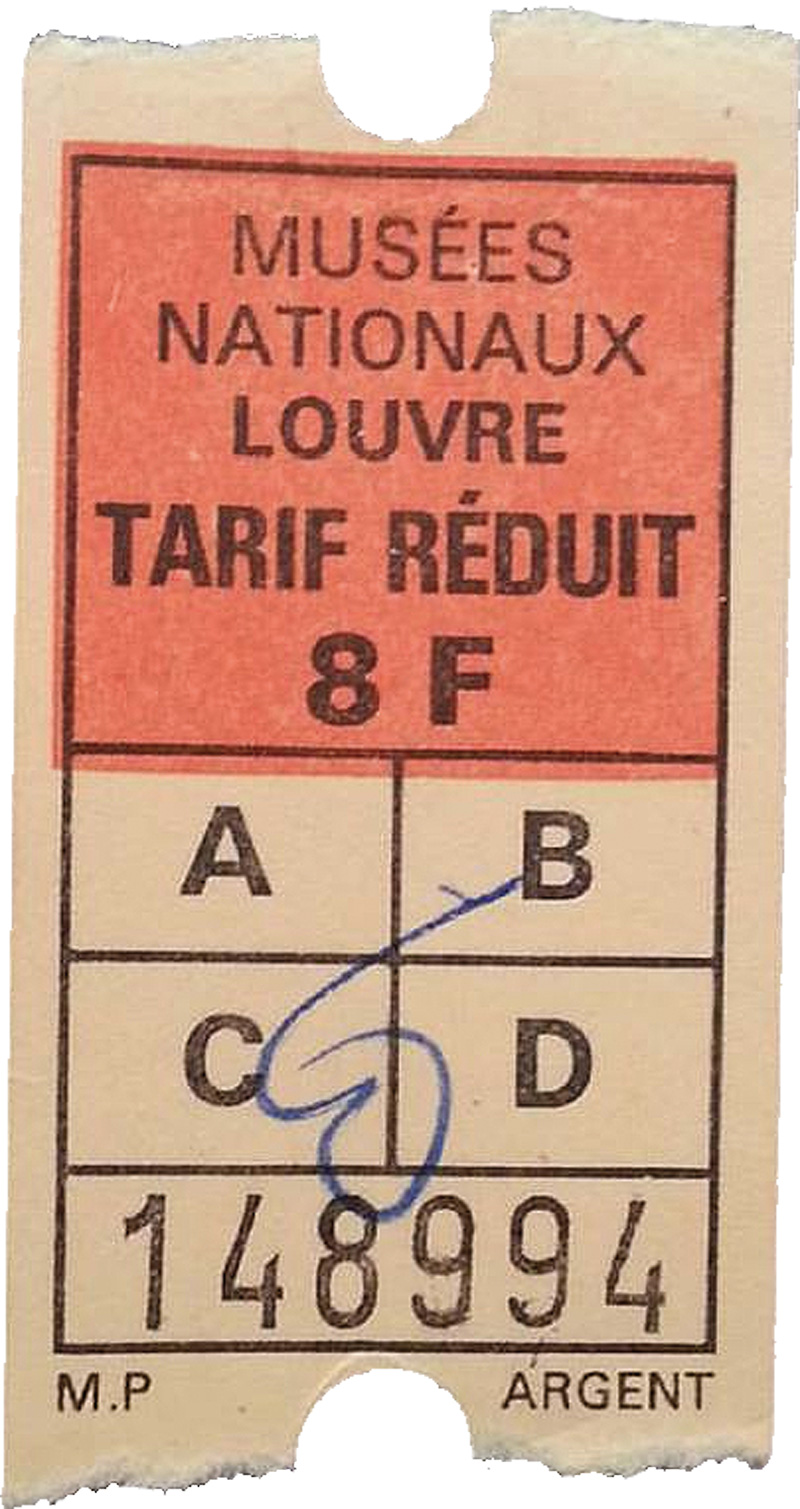 MUSÉES
NATIONAUX
LOUVRE
TARIF RÉDUIT
8 F
A B
C D
148994
M.P ARGENT